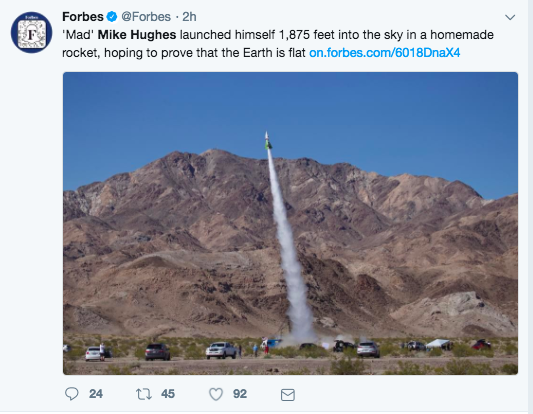 Forbes @Forbes · 2h
'Mad' Mike Hughes launched himself 1,875 feet into the sky in a homemade
rocket, hoping to prove that the Earth is flat on.forbes.com/6018DnaX4
24 45 92